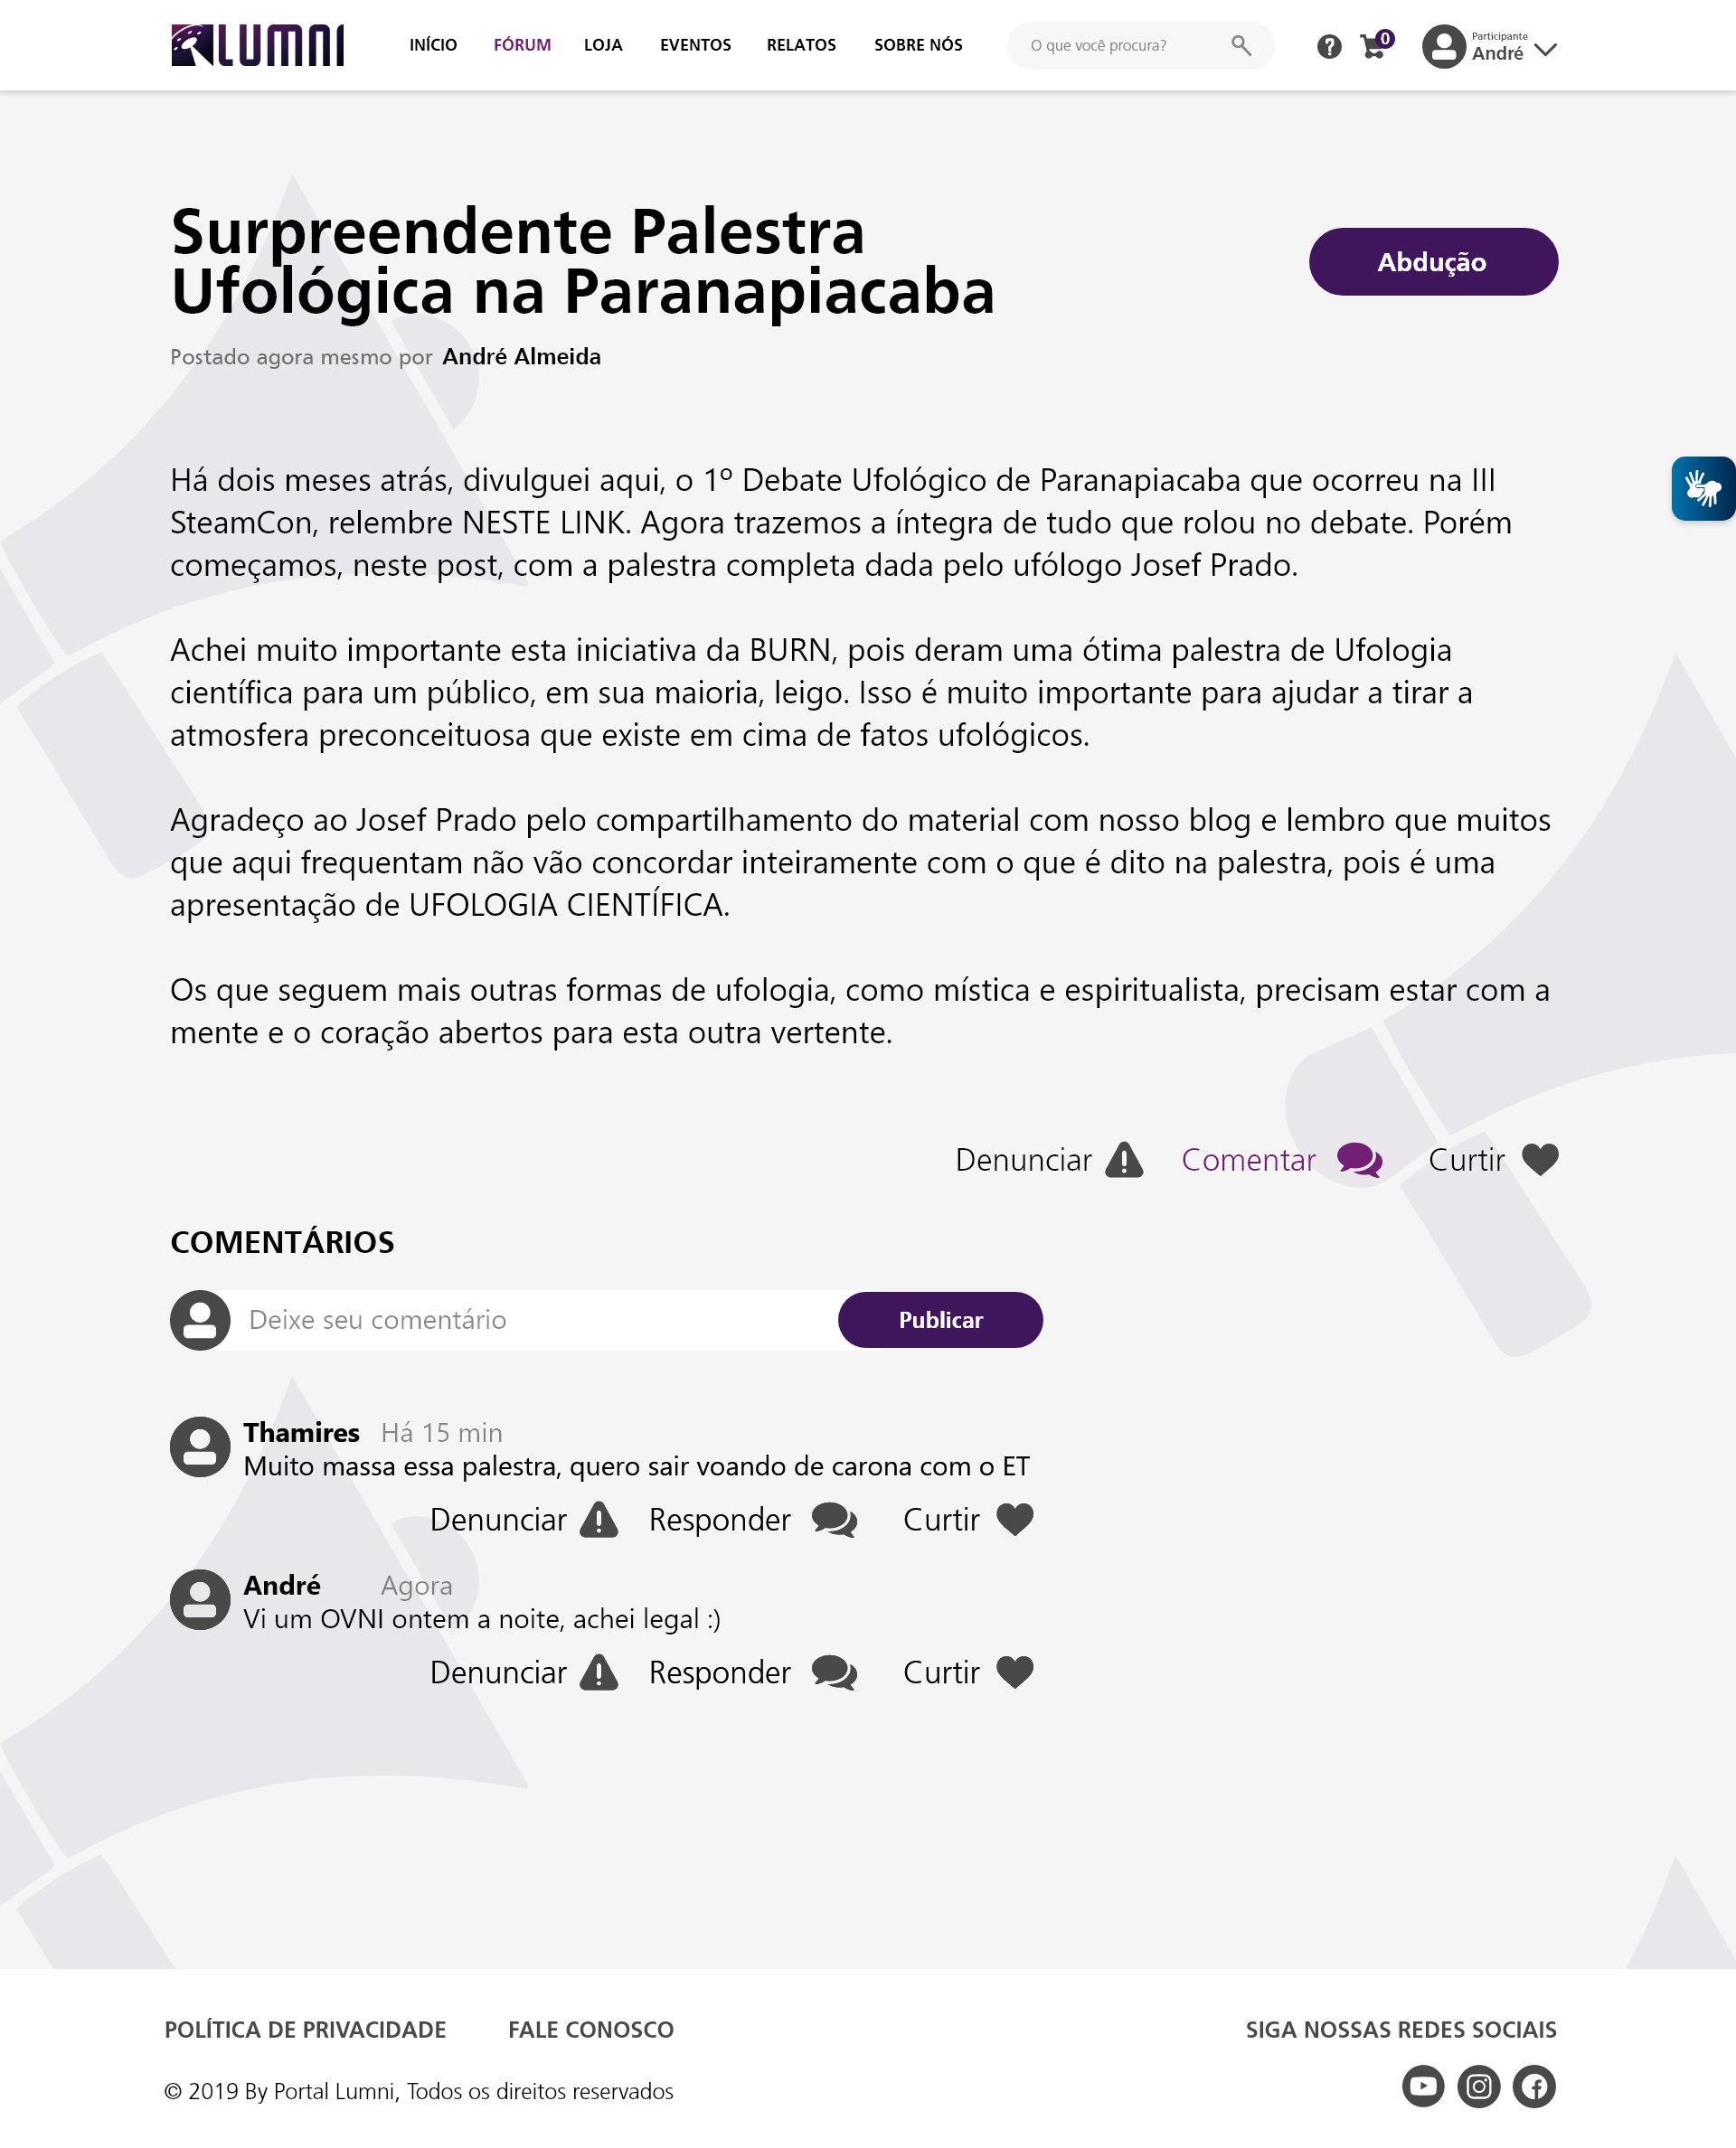 LUMNI
INÍCIO FÓRUM LOJA EVENTOS RELATOS SOBRE NÓS
O que você procura?
?
0
Participante
André
Surpreendente Palestra
Ufológica na Paranapiacaba
Abdução
Postado agora mesmo por André Almeida
Há dois meses atrás, divulguei aqui, o 1º Debate Ufológico de Paranapiacaba que ocorreu na III
SteamCon, relembre NESTE LINK. Agora trazemos a íntegra de tudo que rolou no debate. Porém
começamos, neste post, com a palestra completa dada pelo ufólogo Josef Prado.
Achei muito importante esta iniciativa da BURN, pois deram uma ótima palestra de Ufologia
científica para um público, em sua maioria, leigo. Isso é muito importante para ajudar a tirar a
atmosfera preconceituosa que existe em cima de fatos ufológicos.
Agradeço ao Josef Prado pelo compartilhamento do material com nosso blog e lembro que muitos
que aqui frequentam não vão concordar inteiramente com o que é dito na palestra, pois é uma
apresentação de UFOLOGIA CIENTÍFICA.
Os que seguem mais outras formas de ufologia, como mística e espiritualista, precisam estar com a
mente e o coração abertos para esta outra vertente.
Denunciar Comentar Curtir
COMENTÁRIOS
Deixe seu comentário Publicar
Thamires Há 15 min
Muito massa essa palestra, quero sair voando de carona com o ET
Denunciar Responder Curtir
André Agora
Vi um OVNI ontem a noite, achei legal :)
Denunciar Responder Curtir
POLÍTICA DE PRIVACIDADE FALE CONOSCO SIGA NOSSAS REDES SOCIAIS
© 2019 By Portal Lumni, Todos os direitos reservados